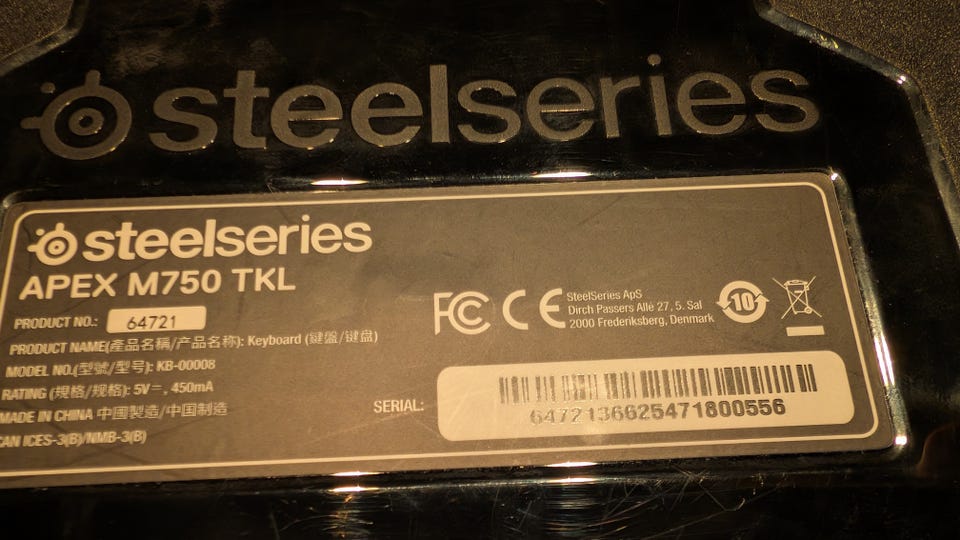 steelseries
steelseries
APEX M750 TKL
PRODUCT NO.: 64721
PRODUCT NAME(產品名稱/产品名称): Keyboard (鍵盤/键盘)
MODEL NO.(型號/型号): KB-00008
RATING (規格/规格): 5V⎓, 450mA
MADE IN CHINA 中國製造/中国制造
CAN ICES-3(B)/NMB-3(B)
FC CE
SteelSeries ApS
Dirch Passers Allé 27, 5. Sal
2000 Frederiksberg, Denmark
10
SERIAL:
6472136625471800556